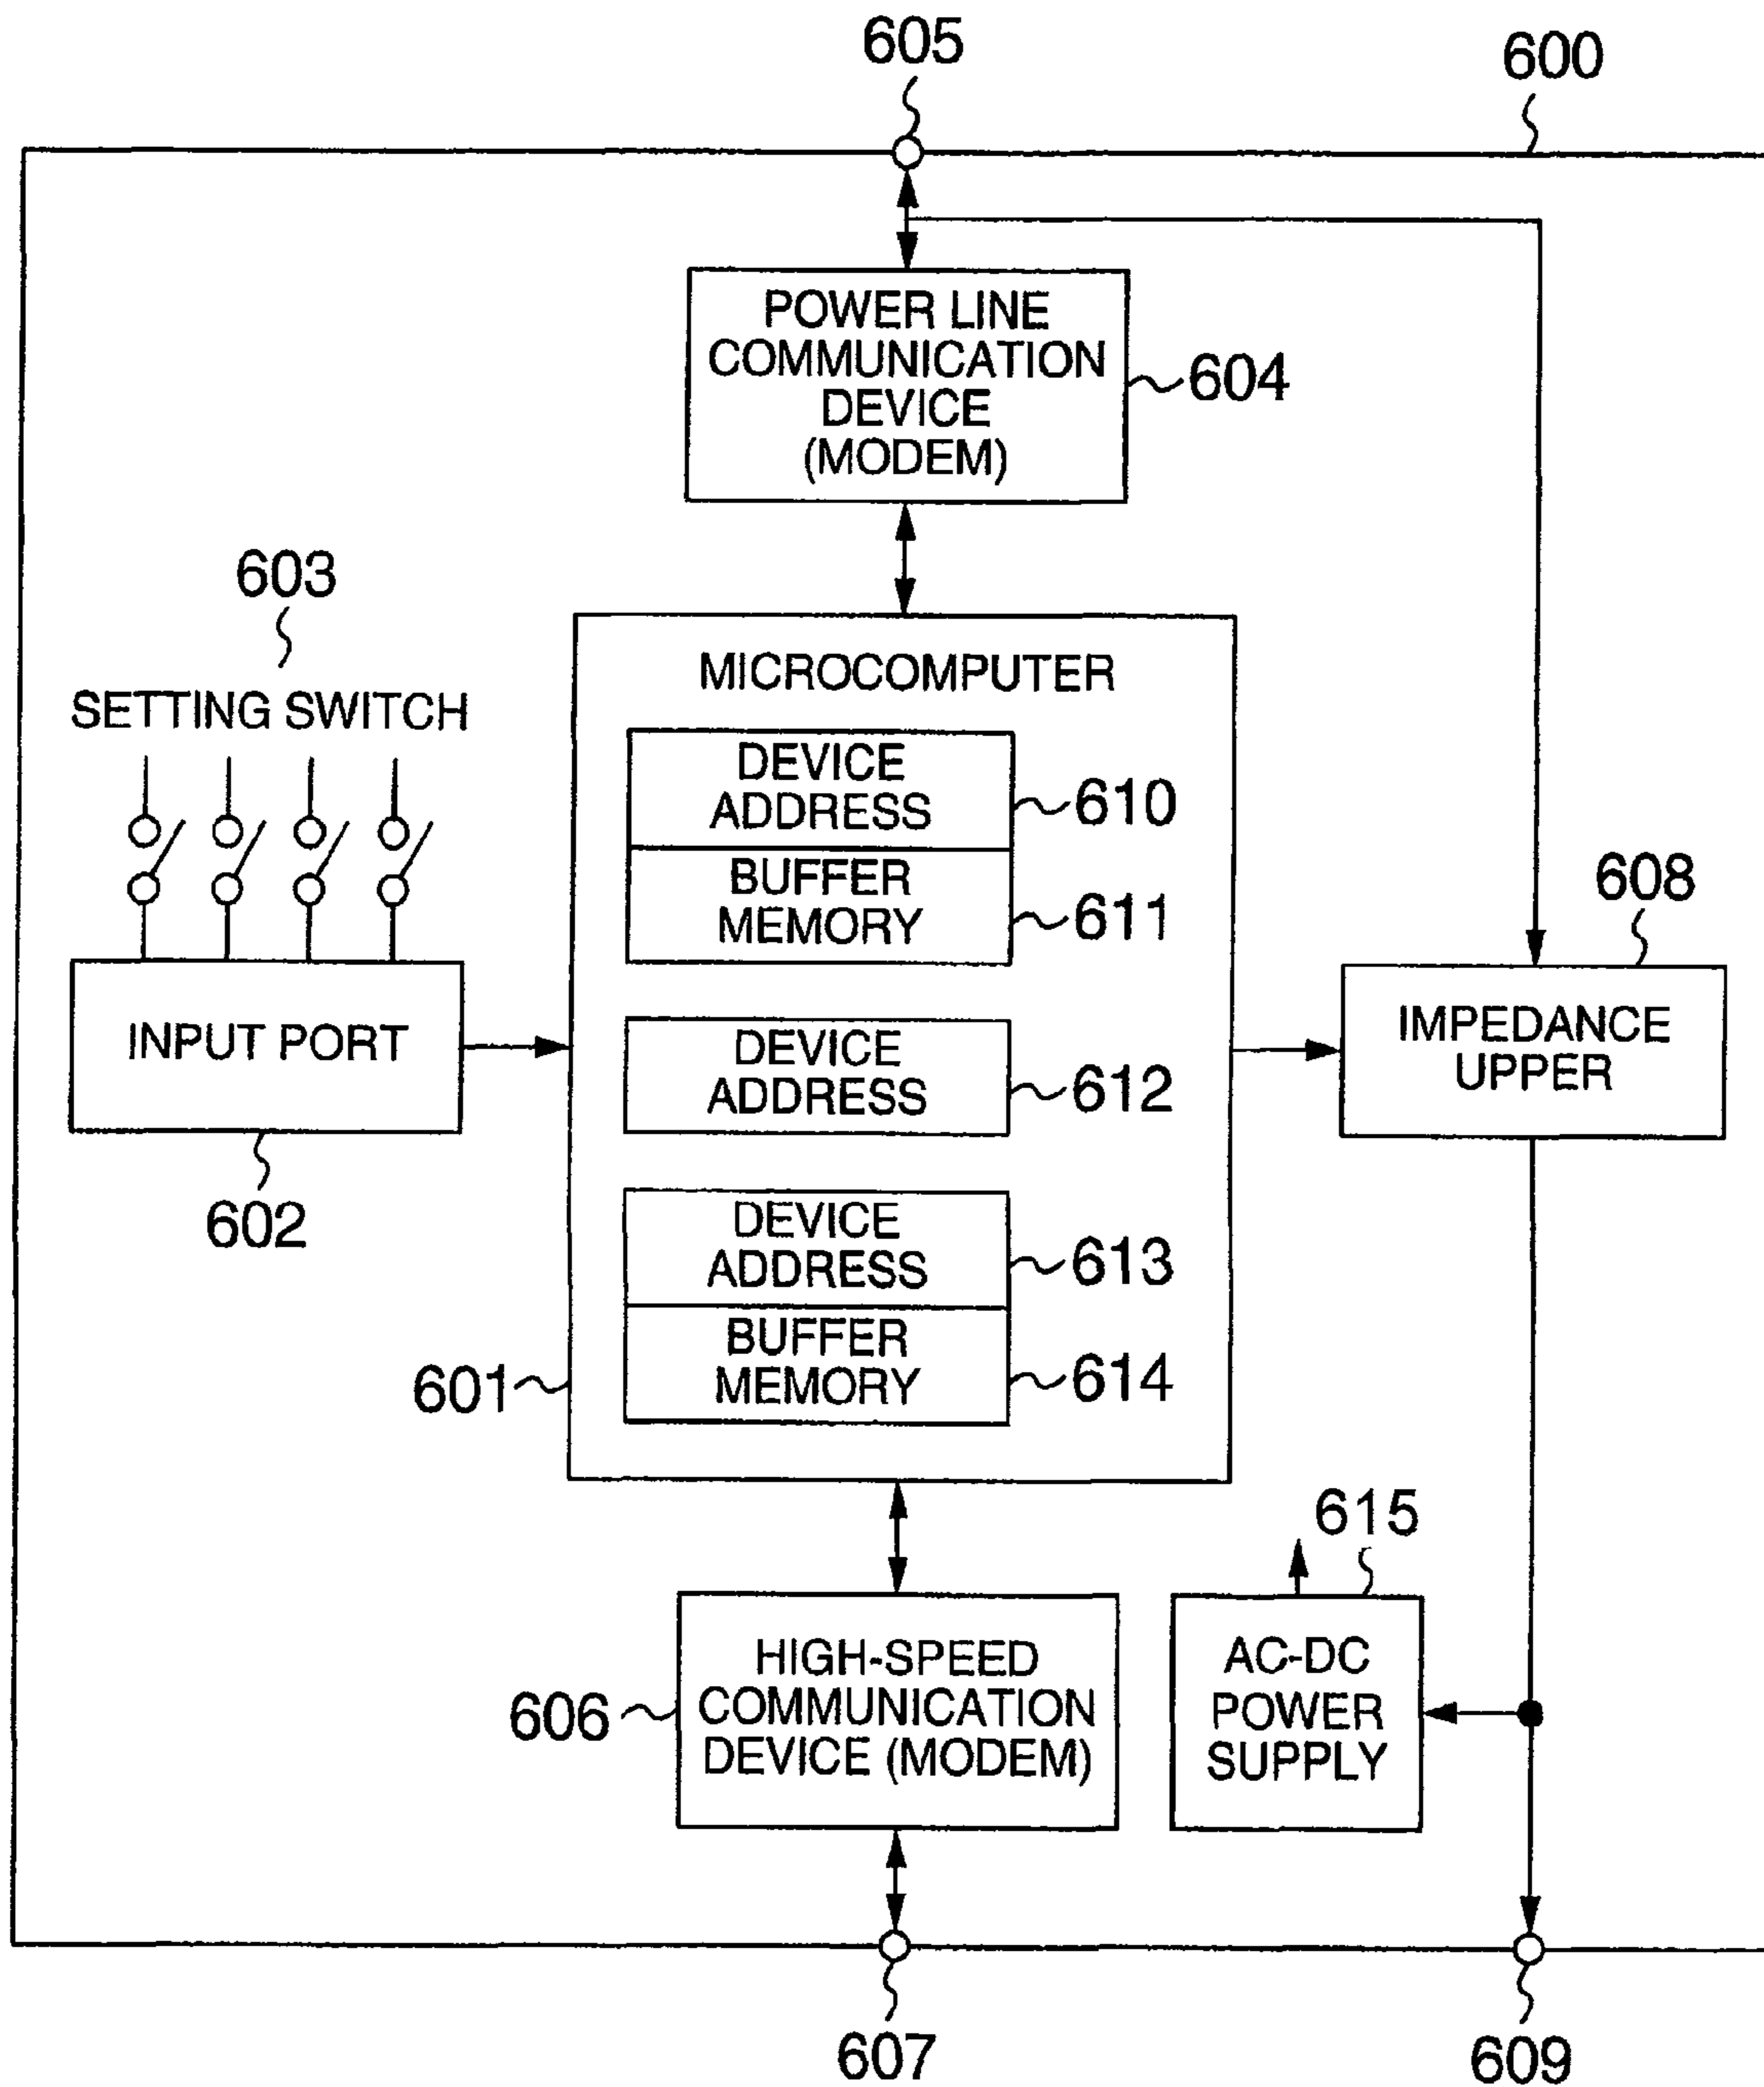 605
600
POWER LINE
COMMUNICATION
DEVICE
(MODEM)
604
603
SETTING SWITCH
MICROCOMPUTER
DEVICE
ADDRESS
610
BUFFER
MEMORY
611
608
INPUT PORT
602
DEVICE
ADDRESS
612
IMPEDANCE
UPPER
DEVICE
ADDRESS
613
BUFFER
MEMORY
614
601
615
HIGH-SPEED
COMMUNICATION
DEVICE (MODEM)
606
AC-DC
POWER
SUPPLY
607
609